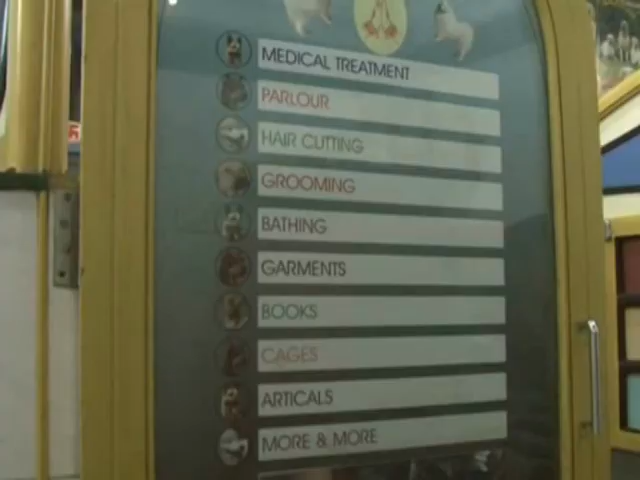 MEDICAL TREATMENT
PARLOUR
HAIR CUTTING
GROOMING
BATHING
GARMENTS
BOOKS
CAGES
ARTICALS
MORE & MORE